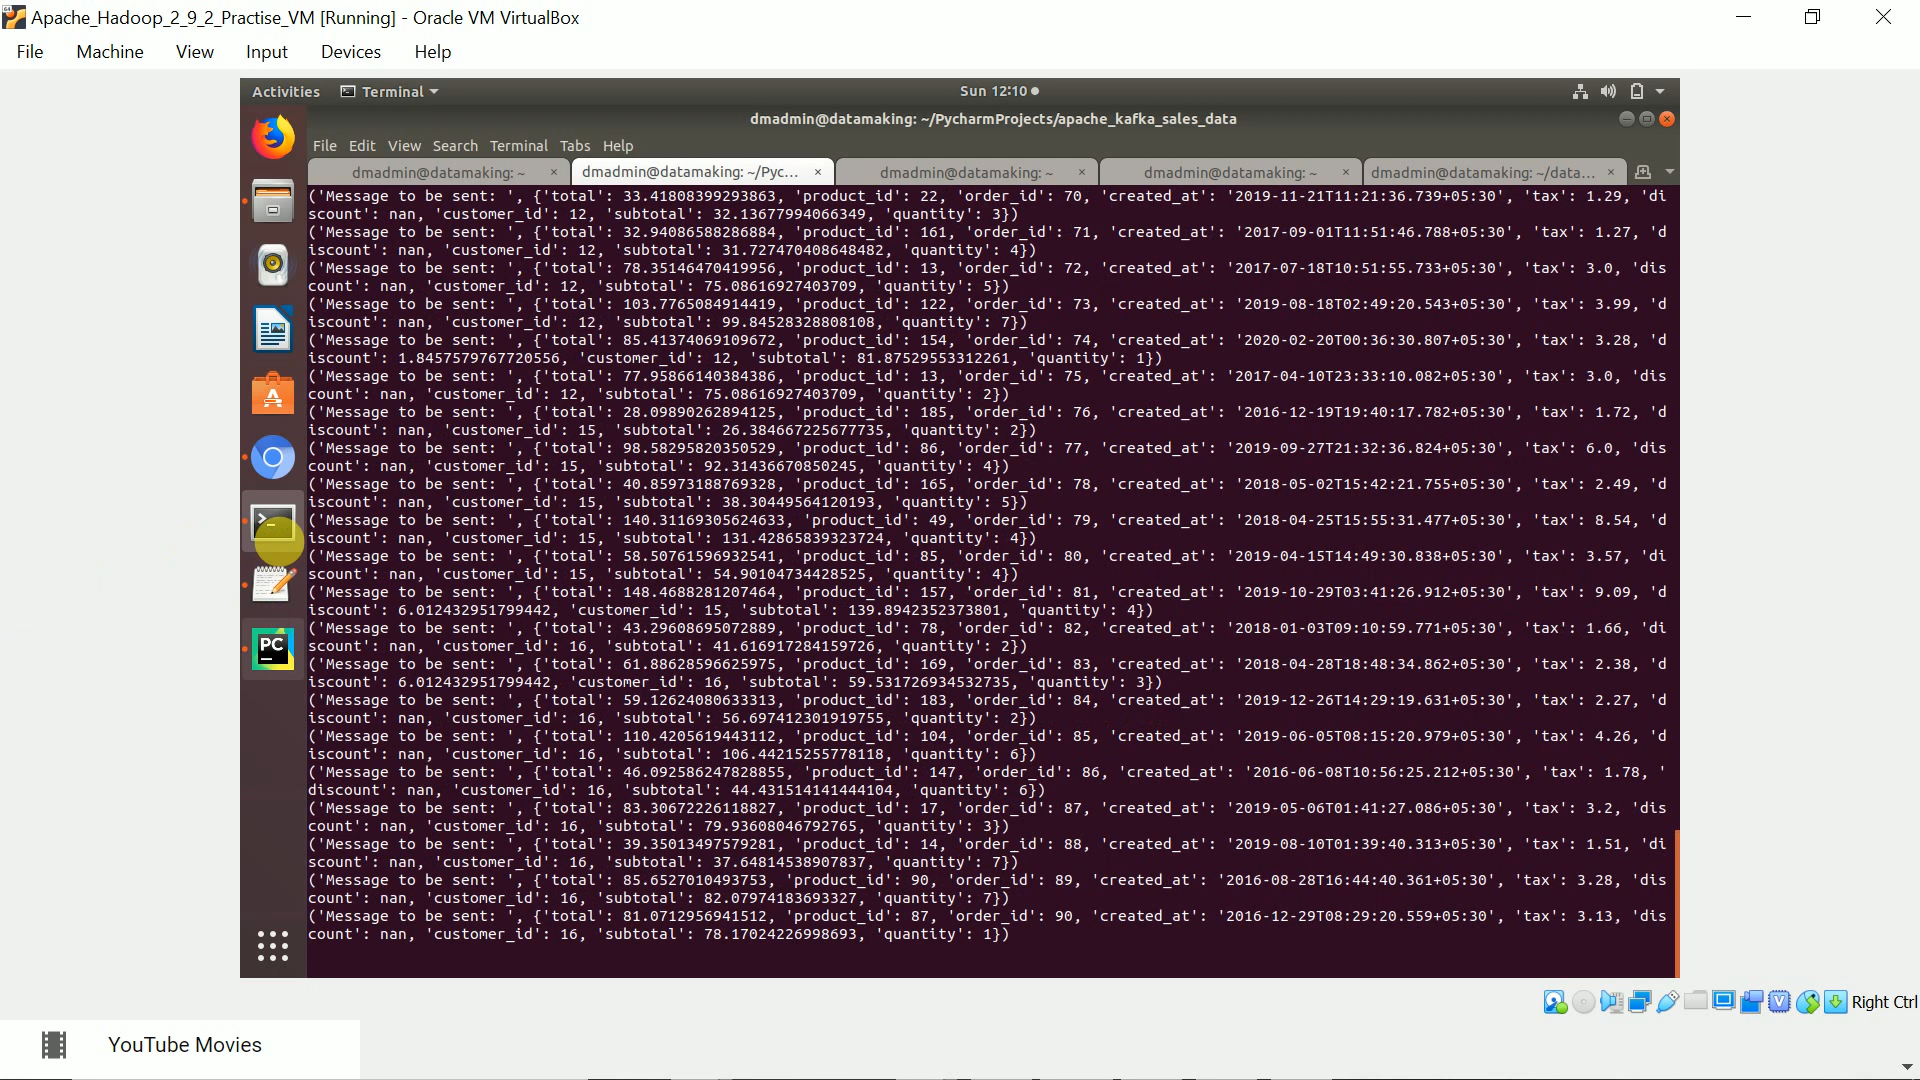 Apache_Hadoop_2_9_2_Practise_VM [Running] - Oracle VM VirtualBox
File Machine View Input Devices Help
Activities Terminal Sun 12:10
dmadmin@datamaking: ~/PycharmProjects/apache_kafka_sales_data
File Edit View Search Terminal Tabs Help
dmadmin@datamaking: ~ × dmadmin@datamaking: ~/Pyc... × dmadmin@datamaking: ~ × dmadmin@datamaking: ~ × dmadmin@datamaking: ~/data... ×
('Message to be sent: ', {'total': 33.41808399293863, 'product_id': 22, 'order_id': 70, 'created_at': '2019-11-21T11:21:36.739+05:30', 'tax': 1.29, 'di
scount': nan, 'customer_id': 12, 'subtotal': 32.13677994066349, 'quantity': 3})
('Message to be sent: ', {'total': 32.94086588286884, 'product_id': 161, 'order_id': 71, 'created_at': '2017-09-01T11:51:46.788+05:30', 'tax': 1.27, 'd
iscount': nan, 'customer_id': 12, 'subtotal': 31.727470408648482, 'quantity': 4})
('Message to be sent: ', {'total': 78.35146470419956, 'product_id': 13, 'order_id': 72, 'created_at': '2017-07-18T10:51:55.733+05:30', 'tax': 3.0, 'dis
count': nan, 'customer_id': 12, 'subtotal': 75.08616927403709, 'quantity': 5})
('Message to be sent: ', {'total': 103.7765084914419, 'product_id': 122, 'order_id': 73, 'created_at': '2019-08-18T02:49:20.543+05:30', 'tax': 3.99, 'd
iscount': nan, 'customer_id': 12, 'subtotal': 99.84528328808108, 'quantity': 7})
('Message to be sent: ', {'total': 85.41374069109672, 'product_id': 154, 'order_id': 74, 'created_at': '2020-02-20T00:36:30.807+05:30', 'tax': 3.28, 'd
iscount': 1.8457579767720556, 'customer_id': 12, 'subtotal': 81.87529553312261, 'quantity': 1})
('Message to be sent: ', {'total': 77.95866140384386, 'product_id': 13, 'order_id': 75, 'created_at': '2017-04-10T23:33:10.082+05:30', 'tax': 3.0, 'dis
count': nan, 'customer_id': 12, 'subtotal': 75.08616927403709, 'quantity': 2})
('Message to be sent: ', {'total': 28.09890262894125, 'product_id': 185, 'order_id': 76, 'created_at': '2016-12-19T19:40:17.782+05:30', 'tax': 1.72, 'd
iscount': nan, 'customer_id': 15, 'subtotal': 26.384667225677735, 'quantity': 2})
('Message to be sent: ', {'total': 98.58295820350529, 'product_id': 86, 'order_id': 77, 'created_at': '2019-09-27T21:32:36.824+05:30', 'tax': 6.0, 'dis
count': nan, 'customer_id': 15, 'subtotal': 92.31436670850245, 'quantity': 4})
('Message to be sent: ', {'total': 40.85973188769328, 'product_id': 165, 'order_id': 78, 'created_at': '2018-05-02T15:42:21.755+05:30', 'tax': 2.49, 'd
iscount': nan, 'customer_id': 15, 'subtotal': 38.30449564120193, 'quantity': 5})
('Message to be sent: ', {'total': 140.31169305624633, 'product_id': 49, 'order_id': 79, 'created_at': '2018-04-25T15:55:31.477+05:30', 'tax': 8.54, 'd
iscount': nan, 'customer_id': 15, 'subtotal': 131.42865839323724, 'quantity': 4})
('Message to be sent: ', {'total': 58.50761596932541, 'product_id': 85, 'order_id': 80, 'created_at': '2018-04-15T14:49:30.838+05:30', 'tax': 3.57, 'di
scount': nan, 'customer_id': 15, 'subtotal': 54.90104734428525, 'quantity': 4})
('Message to be sent: ', {'total': 148.4688281207464, 'product_id': 157, 'order_id': 81, 'created_at': '2019-10-29T03:41:26.912+05:30', 'tax': 9.09, 'd
iscount': 6.012432951799442, 'customer_id': 15, 'subtotal': 139.8942352373801, 'quantity': 4})
('Message to be sent: ', {'total': 43.29608695072889, 'product_id': 78, 'order_id': 82, 'created_at': '2018-01-03T09:10:59.771+05:30', 'tax': 1.66, 'di
scount': nan, 'customer_id': 16, 'subtotal': 41.616917284159726, 'quantity': 2})
('Message to be sent: ', {'total': 61.88628596625975, 'product_id': 169, 'order_id': 83, 'created_at': '2018-04-28T18:48:34.862+05:30', 'tax': 2.38, 'd
iscount': 6.012432951799442, 'customer_id': 16, 'subtotal': 59.531726934532735, 'quantity': 3})
('Message to be sent: ', {'total': 59.12624080633313, 'product_id': 183, 'order_id': 84, 'created_at': '2019-12-26T14:29:19.631+05:30', 'tax': 2.27, 'd
iscount': nan, 'customer_id': 16, 'subtotal': 56.697412301919755, 'quantity': 2})
('Message to be sent: ', {'total': 110.4205619443112, 'product_id': 104, 'order_id': 85, 'created_at': '2019-06-05T08:15:20.979+05:30', 'tax': 4.26, 'd
iscount': nan, 'customer_id': 16, 'subtotal': 106.44215255778118, 'quantity': 6})
('Message to be sent: ', {'total': 46.092586247828855, 'product_id': 147, 'order_id': 86, 'created_at': '2016-06-08T10:56:25.212+05:30', 'tax': 1.78, '
discount': nan, 'customer_id': 16, 'subtotal': 44.431514141444104, 'quantity': 6})
('Message to be sent: ', {'total': 83.30672226118827, 'product_id': 17, 'order_id': 87, 'created_at': '2019-05-06T01:41:27.086+05:30', 'tax': 3.2, 'dis
count': nan, 'customer_id': 16, 'subtotal': 79.93608046792765, 'quantity': 3})
('Message to be sent: ', {'total': 39.35013497579281, 'product_id': 14, 'order_id': 88, 'created_at': '2019-08-10T01:39:40.313+05:30', 'tax': 1.51, 'di
scount': nan, 'customer_id': 16, 'subtotal': 37.64814538907837, 'quantity': 7})
('Message to be sent: ', {'total': 85.6527010493753, 'product_id': 90, 'order_id': 89, 'created_at': '2016-08-28T16:44:40.361+05:30', 'tax': 3.28, 'dis
count': nan, 'customer_id': 16, 'subtotal': 82.07974183693327, 'quantity': 7})
('Message to be sent: ', {'total': 81.0712956941512, 'product_id': 87, 'order_id': 90, 'created_at': '2016-12-29T08:29:20.559+05:30', 'tax': 3.13, 'dis
count': nan, 'customer_id': 16, 'subtotal': 78.17024226998693, 'quantity': 1})
PC
Right Ctrl
YouTube Movies